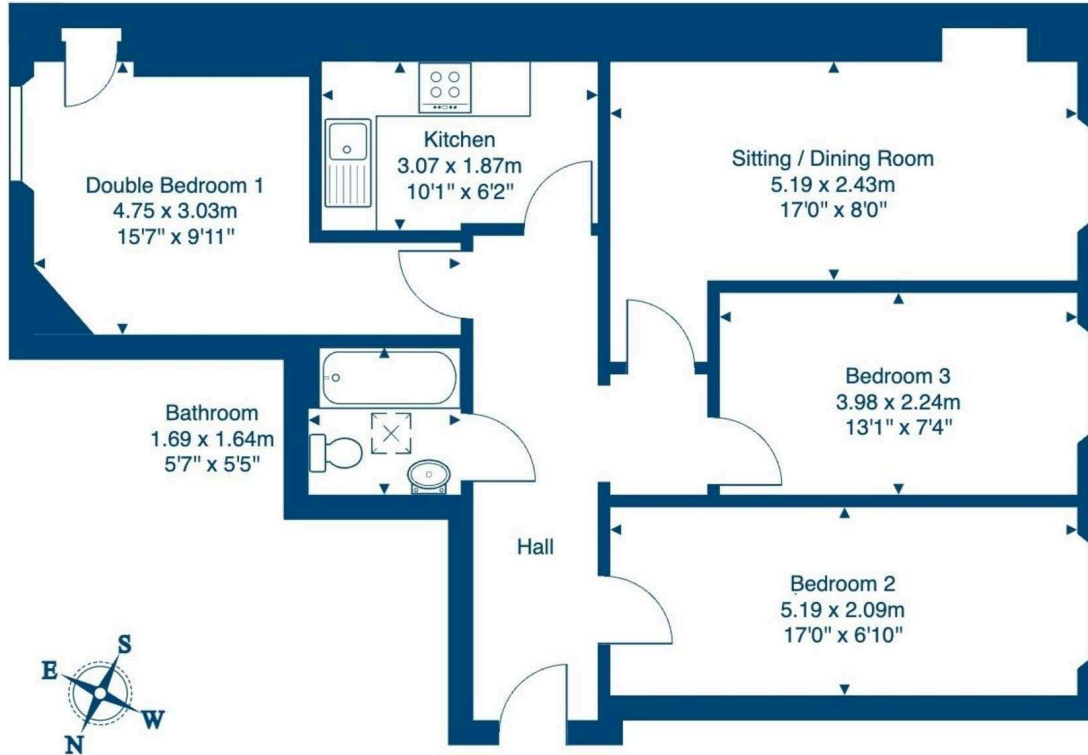 Kitchen
3.07 x 1.87m
10'1" x 6'2"
Sitting / Dining Room
5.19 x 2.43m
17'0" x 8'0"
Double Bedroom 1
4.75 x 3.03m
15'7" x 9'11"
Bedroom 3
3.98 x 2.24m
13'1" x 7'4"
Bathroom
1.69 x 1.64m
5'7" x 5'5"
Hall
Bedroom 2
5.19 x 2.09m
17'0" x 6'10"
S
E
W
N